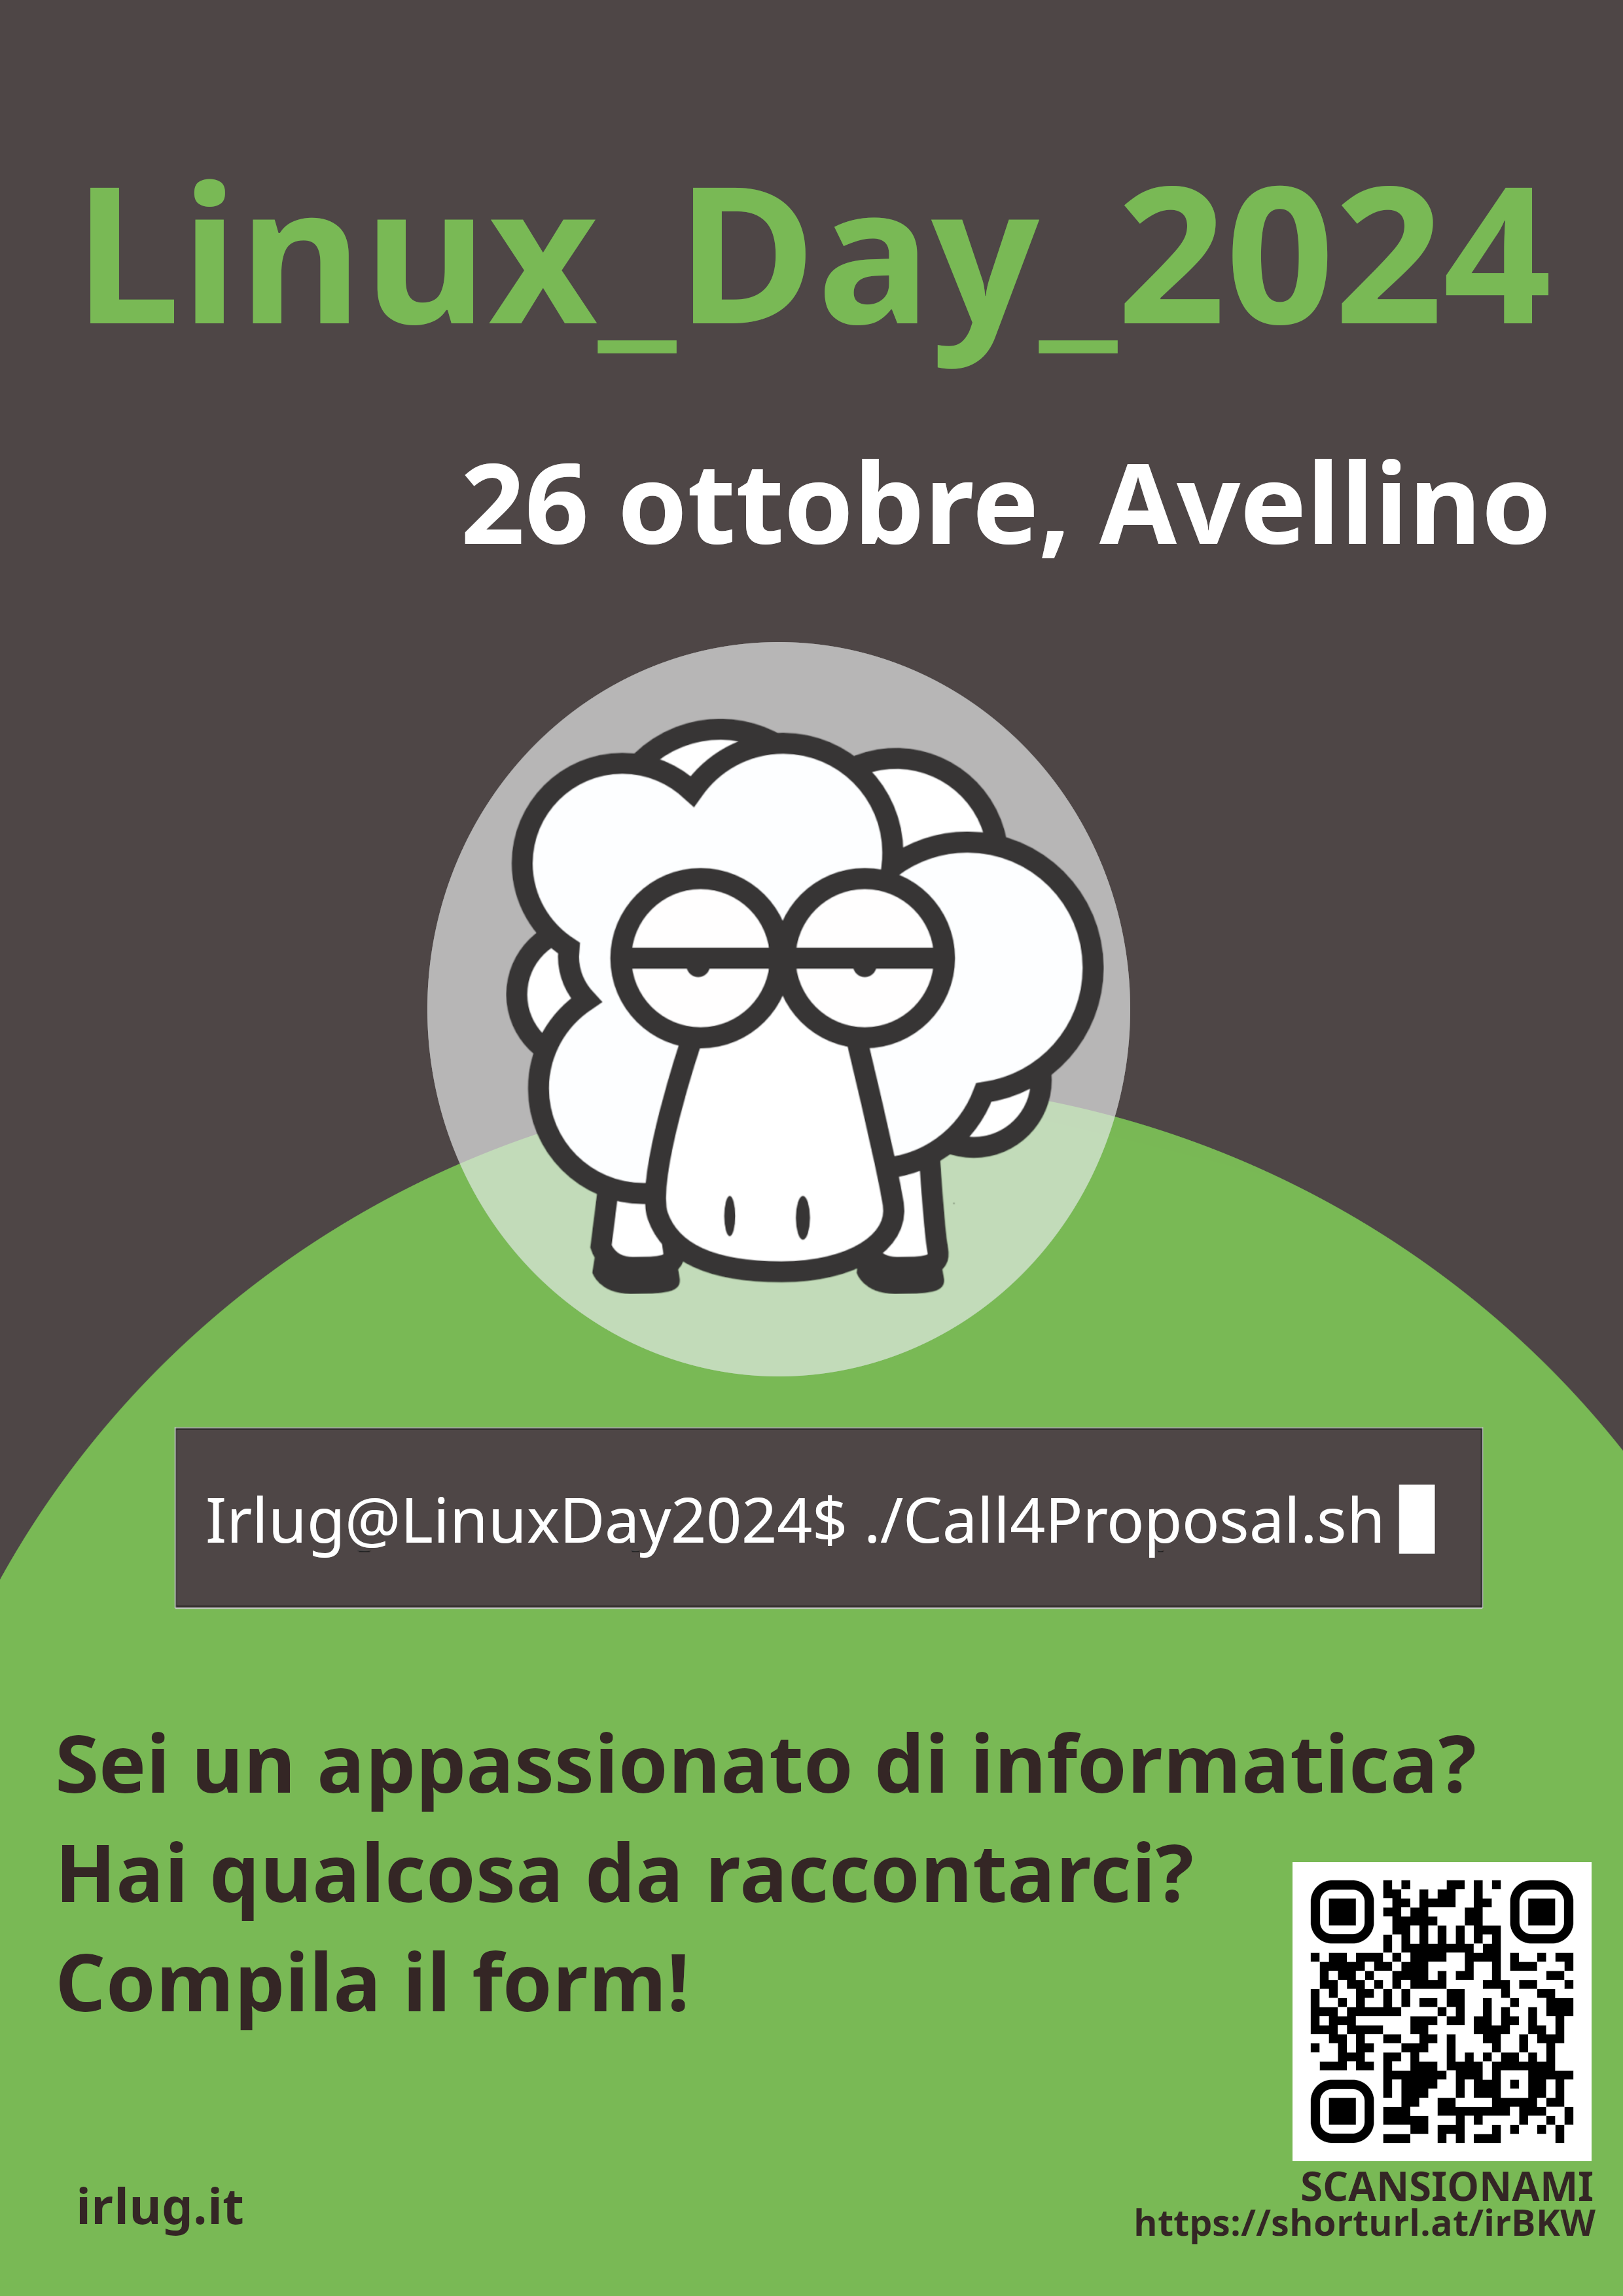 Linux_Day_2024
26 ottobre, Avellino
Irlug@LinuxDay2024$ ./Call4Proposal.sh
Sei un appassionato di informatica?
Hai qualcosa da raccontarci?
Compila il form!
SCANSIONAMI
https://shorturl.at/irBKW
irlug.it